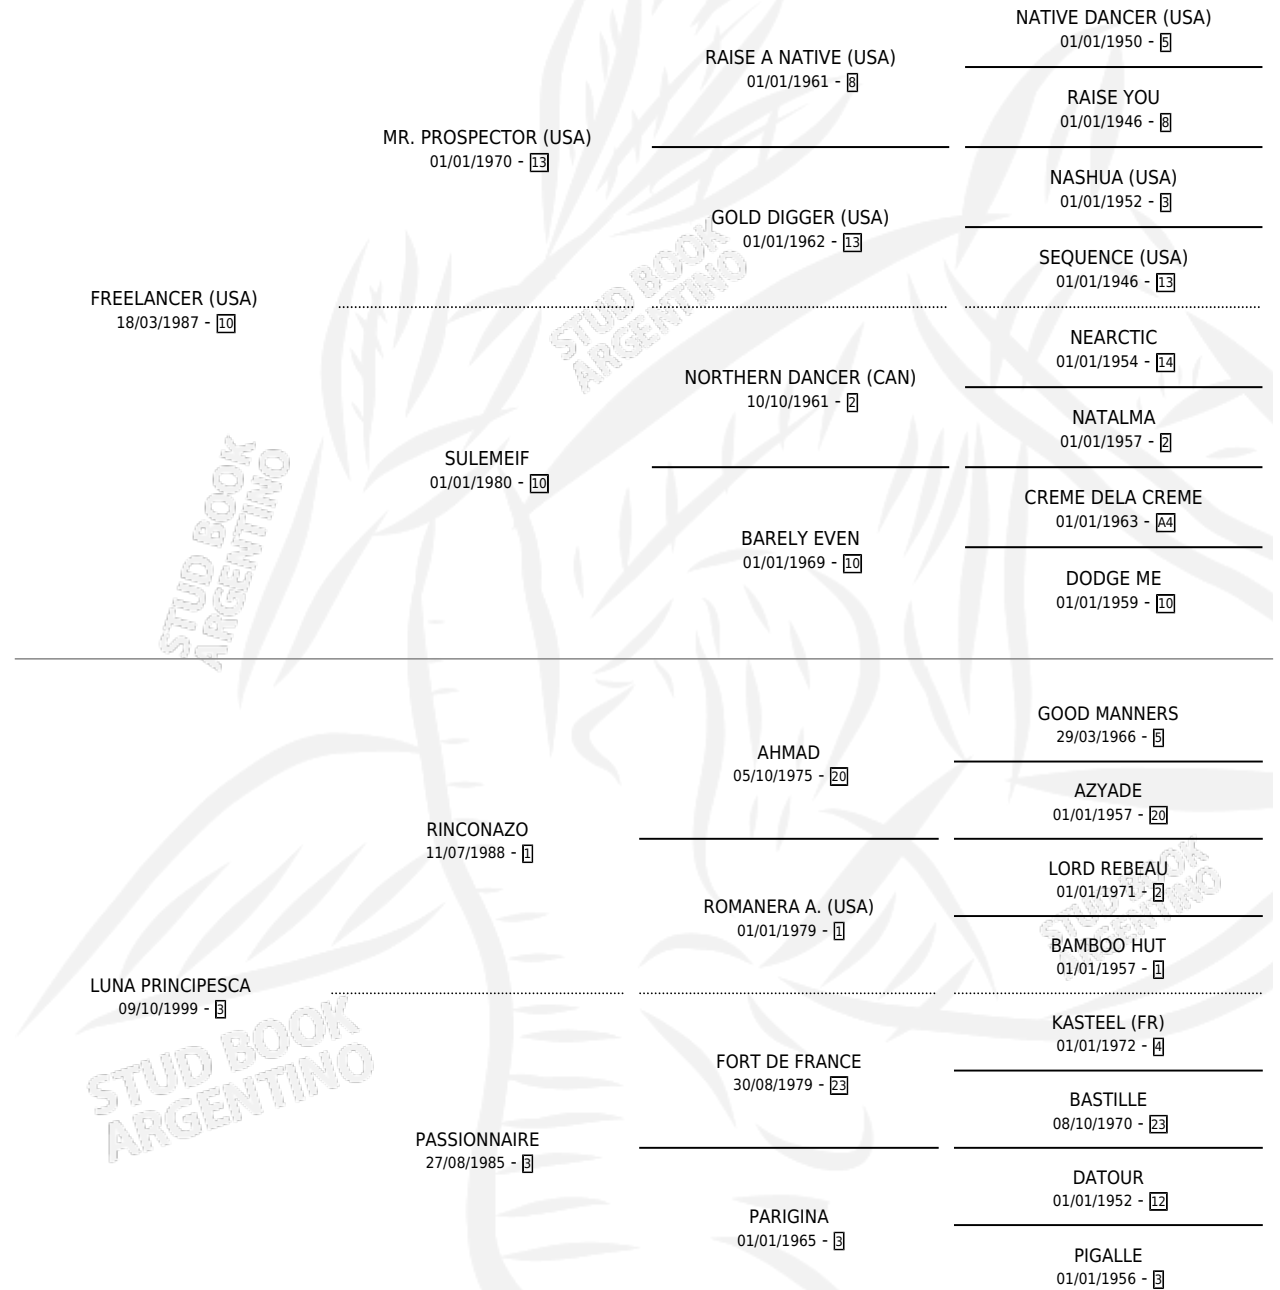 NATIVE DANCER (USA)
01/01/1950 - 5
RAISE A NATIVE (USA)
01/01/1961 - 8
RAISE YOU
01/01/1946 - 8
MR. PROSPECTOR (USA)
01/01/1970 - 13
NASHUA (USA)
01/01/1952 - 3
GOLD DIGGER (USA)
01/01/1962 - 13
SEQUENCE (USA)
01/01/1946 - 13
FREELANCER (USA)
18/03/1987 - 10
NEARCTIC
01/01/1954 - 14
NORTHERN DANCER (CAN)
10/10/1961 - 2
NATALMA
01/01/1957 - 2
SULEMEIF
01/01/1980 - 10
CREME DELA CREME
01/01/1963 - A4
BARELY EVEN
01/01/1969 - 10
DODGE ME
01/01/1959 - 10
GOOD MANNERS
29/03/1966 - 5
AHMAD
05/10/1975 - 20
AZYADE
01/01/1957 - 20
RINCONAZO
11/07/1988 - 1
LORD REBEAU
01/01/1971 - 2
ROMANERA A. (USA)
01/01/1979 - 1
BAMBOO HUT
01/01/1957 - 1
LUNA PRINCIPESCA
09/10/1999 - 3
KASTEEL (FR)
01/01/1972 - 4
FORT DE FRANCE
30/08/1979 - 23
BASTILLE
08/10/1970 - 23
PASSIONNAIRE
27/08/1985 - 3
DATOUR
01/01/1952 - 12
PARIGINA
01/01/1965 - 3
PIGALLE
01/01/1956 - 3
STUD BOOK
ARGENTINO
STUD BOOK
ARGENTINO
STUD BOOK
ARGENTINO
STUD BOOK
ARGENTINO